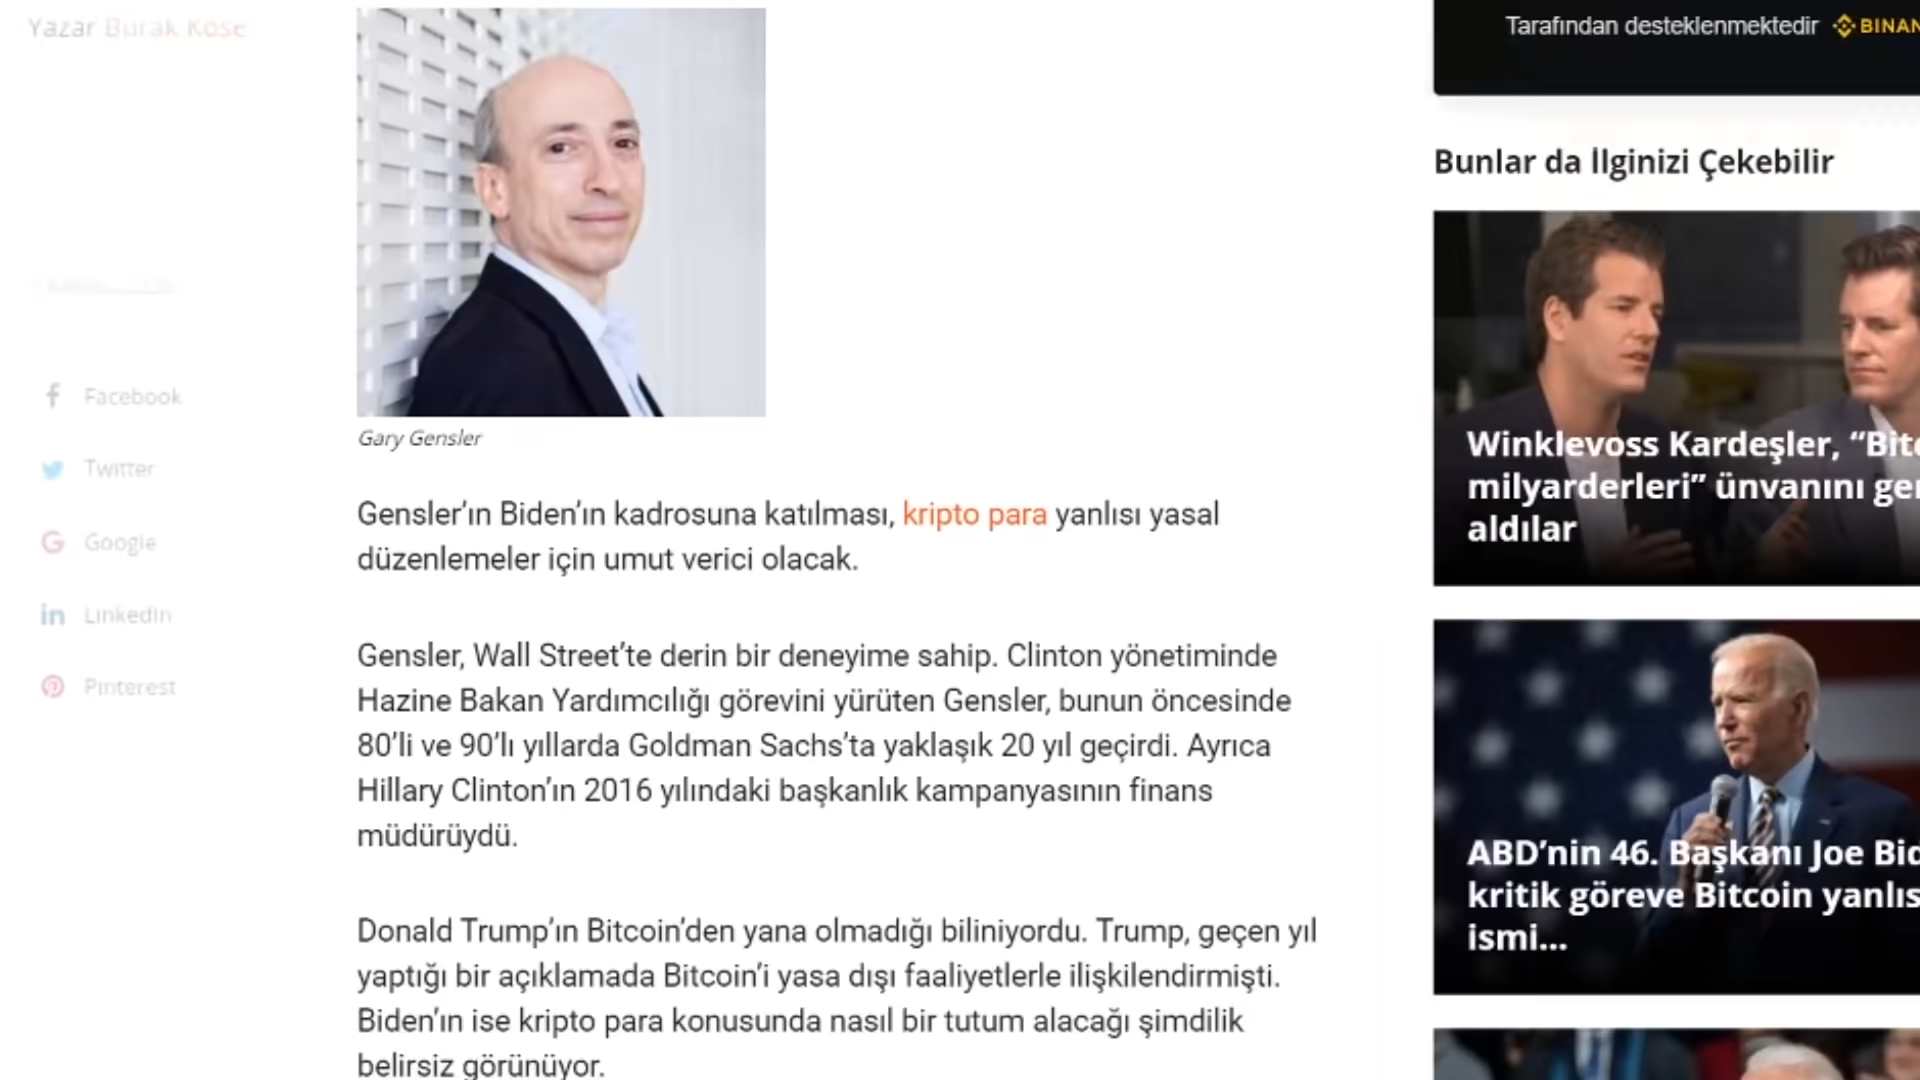 Yazar Burak Köse
Facebook
Twitter
Google
LinkedIn
Pinterest
Gary Gensler
Gensler’ın Biden’ın kadrosuna katılması, kripto para yanlısı yasal
düzenlemeler için umut verici olacak.
Gensler, Wall Street’te derin bir deneyime sahip. Clinton yönetiminde
Hazine Bakan Yardımcılığı görevini yürüten Gensler, bunun öncesinde
80’li ve 90’lı yıllarda Goldman Sachs’ta yaklaşık 20 yıl geçirdi. Ayrıca
Hillary Clinton’ın 2016 yılındaki başkanlık kampanyasının finans
müdürüydü.
Donald Trump’ın Bitcoin’den yana olmadığı biliniyordu. Trump, geçen yıl
yaptığı bir açıklamada Bitcoin’i yasa dışı faaliyetlerle ilişkilendirmişti.
Biden’ın ise kripto para konusunda nasıl bir tutum alacağı şimdilik
belirsiz görünüyor.
Tarafından desteklenmektedir BINAN
Bunlar da İlginizi Çekebilir
Winklevoss Kardeşler, “Bitc
milyarderleri” ünvanını ger
aldılar
ABD’nin 46. Başkanı Joe Bid
kritik göreve Bitcoin yanlıs
ismi...